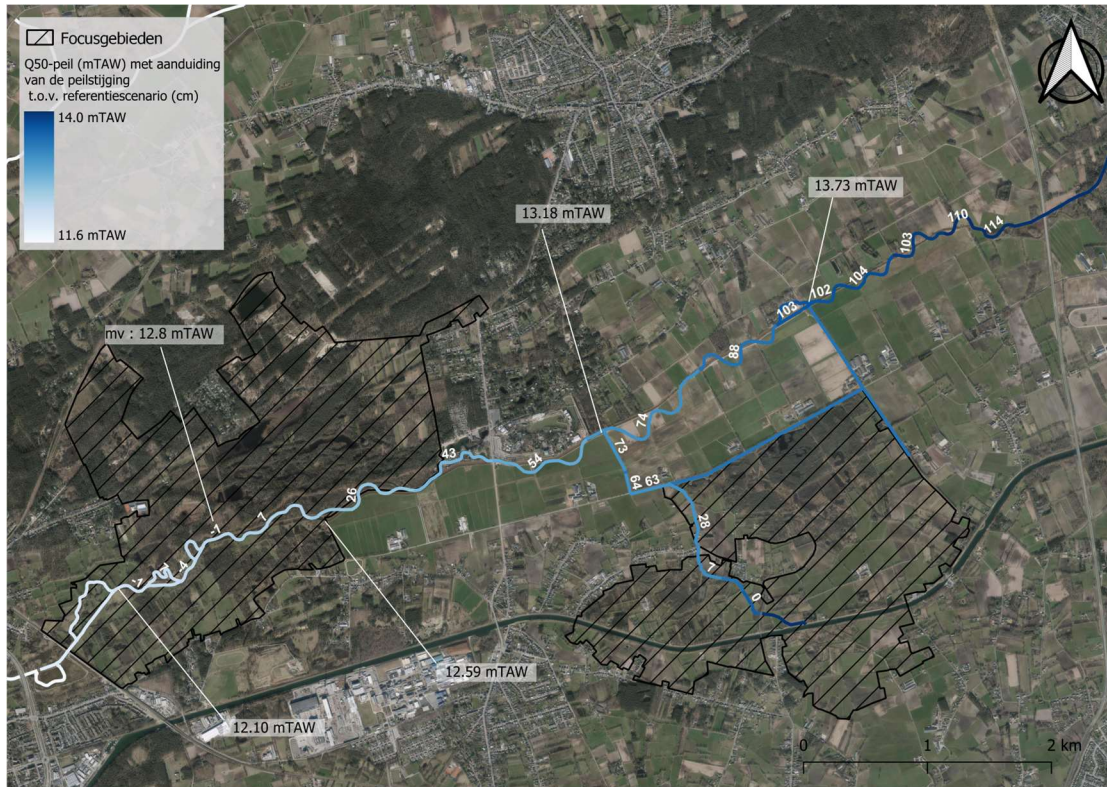 Focusgebieden
Q50-peil (mTAW) met aanduiding
van de peilstijging
t.o.v. referentiescenario (cm)
14.0 mTAW
11.6 mTAW
13.18 mTAW
13.73 mTAW
mv : 12.8 mTAW
12.59 mTAW
12.10 mTAW
114
110
103
104
102
103
88
74
73
64
63
54
43
28
26
0
0
1
2 km